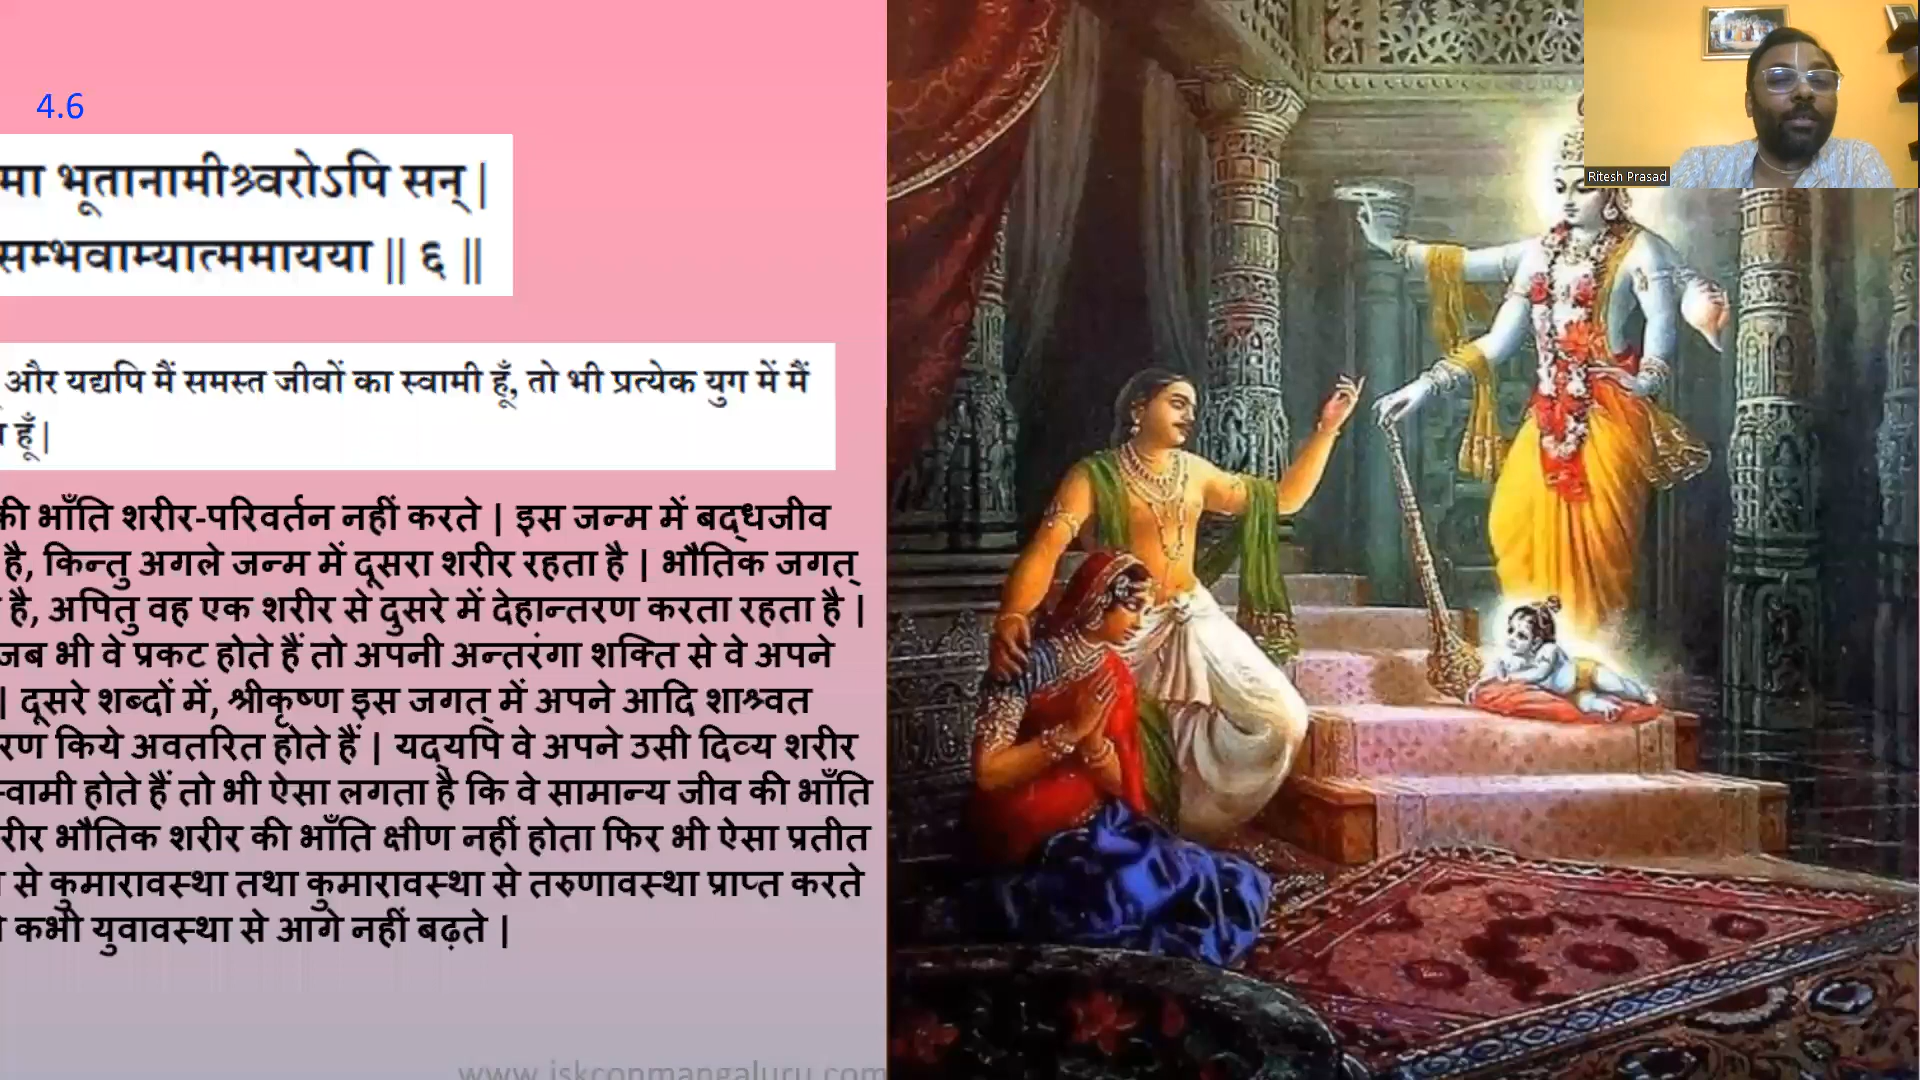 4.6
मा भूतानामीश्र्वरोऽपि सन् |
सम्भवाम्यात्ममायया || ६ ||
और यद्यपि मैं समस्त जीवों का स्वामी हूँ, तो भी प्रत्येक युग में मैं
हूँ |
की भाँति शरीर-परिवर्तन नहीं करते | इस जन्म में बद्धजीव
है, किन्तु अगले जन्म में दूसरा शरीर रहता है | भौतिक जगत्
है, अपितु वह एक शरीर से दुसरे में देहान्तरण करता रहता है |
जब भी वे प्रकट होते हैं तो अपनी अन्तरंगा शक्ति से वे अपने
| दूसरे शब्दों में, श्रीकृष्ण इस जगत् में अपने आदि शाश्र्वत
रण किये अवतरित होते हैं | यद्यपि वे अपने उसी दिव्य शरीर
स्वामी होते हैं तो भी ऐसा लगता है कि वे सामान्य जीव की भाँति
रीर भौतिक शरीर की भाँति क्षीण नहीं होता फिर भी ऐसा प्रतीत
से कुमारावस्था तथा कुमारावस्था से तरुणावस्था प्राप्त करते
कभी युवावस्था से आगे नहीं बढ़ते |
www.iskconmangaluru.com
Ritesh Prasad